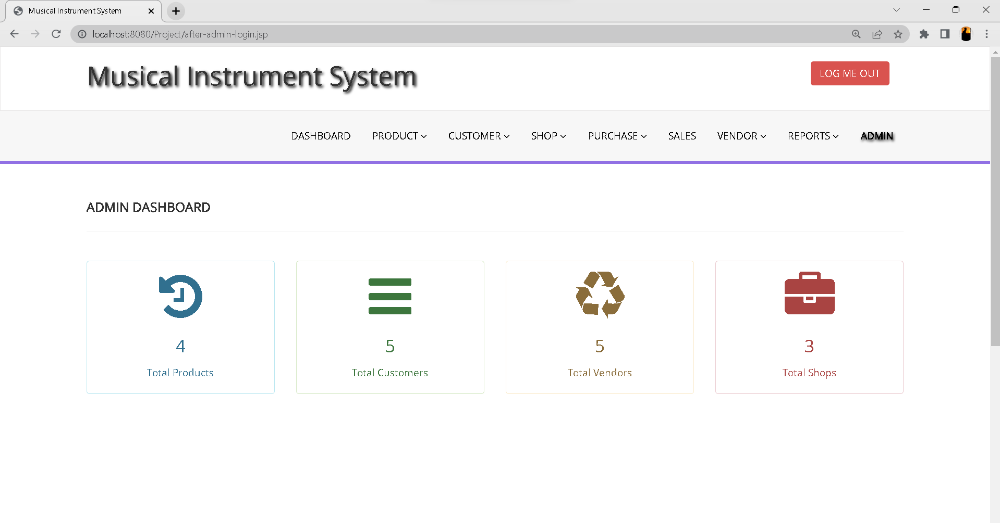 Musical Instrument System
localhost:8080/Project/after-admin-login.jsp
Musical Instrument System
LOG ME OUT
DASHBOARD PRODUCT CUSTOMER SHOP PURCHASE SALES VENDOR REPORTS ADMIN
ADMIN DASHBOARD
4 5 5 3
Total Products Total Customers Total Vendors Total Shops